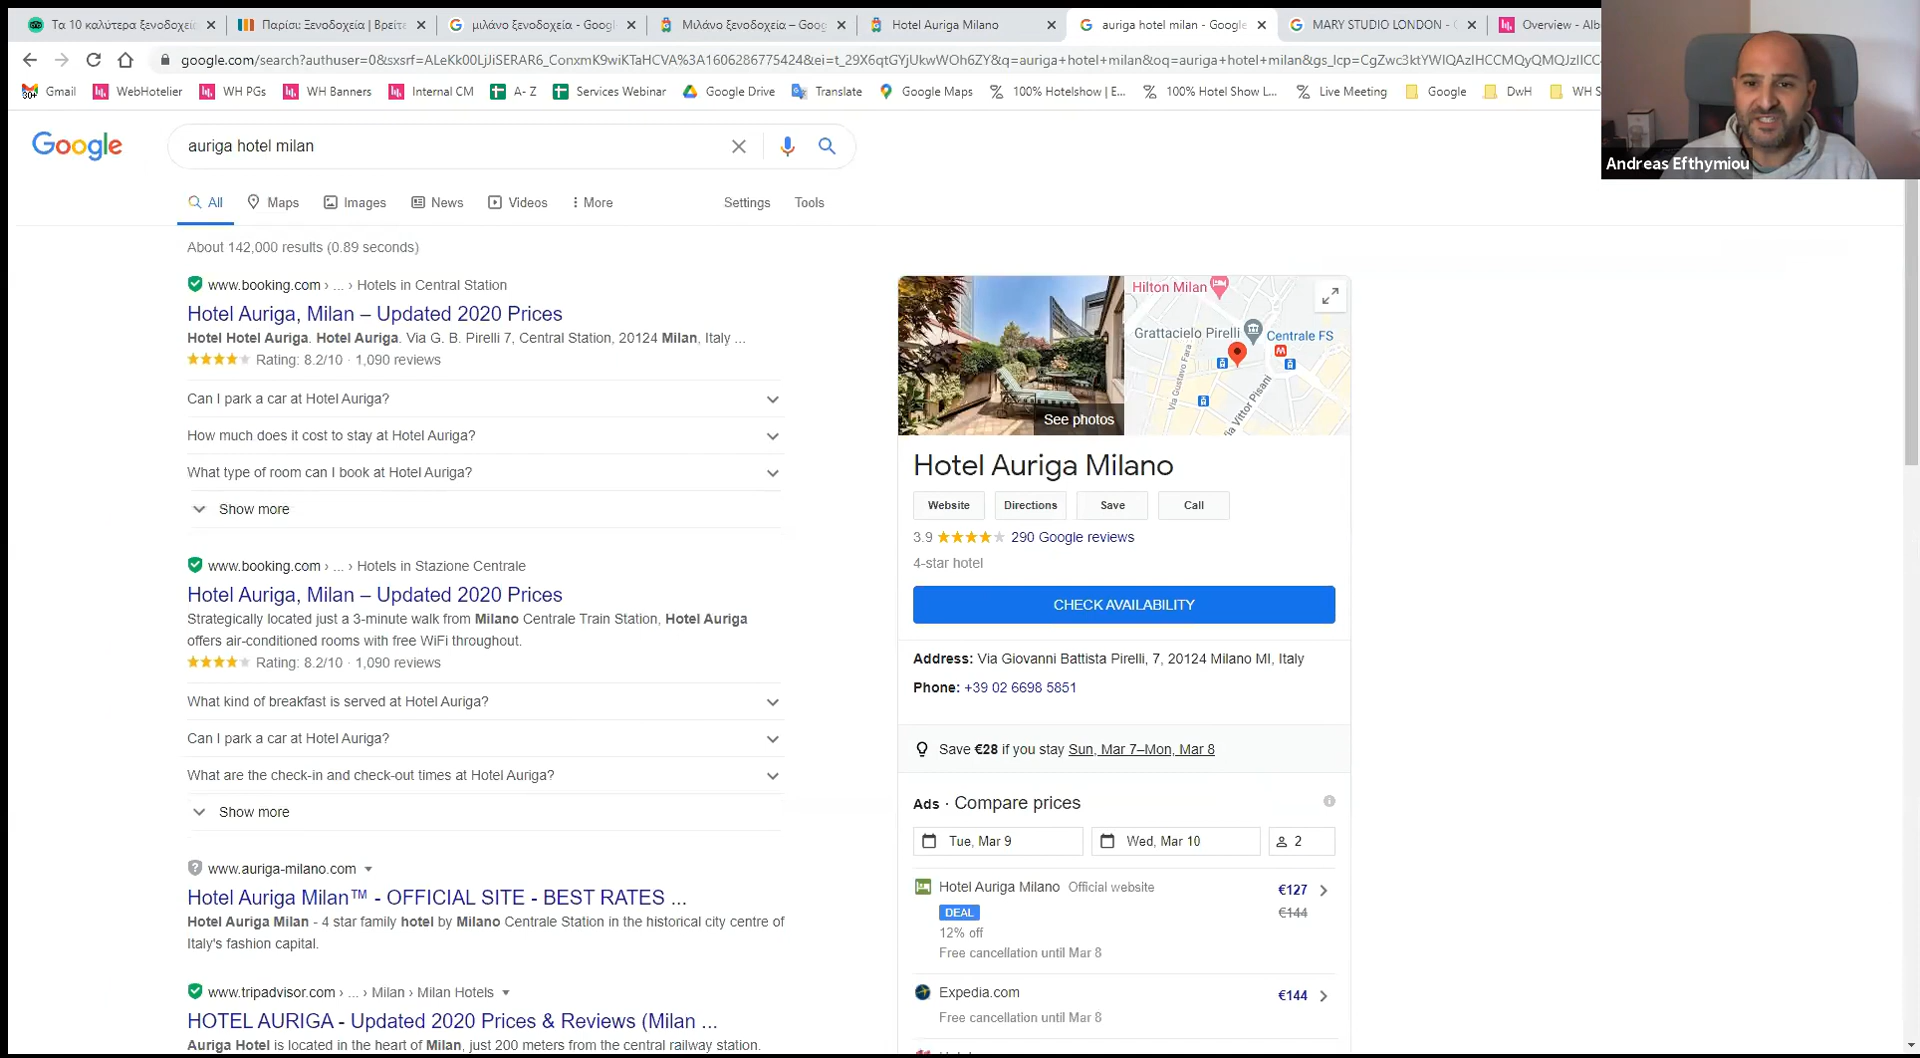 Τα 10 καλύτερα ξενοδοχεία
Παρίσι: Ξενοδοχεία | Βρείτε
μιλάνο ξενοδοχεία - Googl
Μιλάνο ξενοδοχεία – Goog
Hotel Auriga Milano
auriga hotel milan - Google
MARY STUDIO LONDON -
Overview - Alb
google.com/search?authuser=0&sxsrf=
Gmail
WebHotelier
WH PGs
WH Banners
Internal CM
A- Z
Services Webinar
Google Drive
Translate
Google Maps
100% Hotelshow | E...
100% Hotel Show L...
Live Meeting
Google
DwH
WH S
Andreas Efthymiou
Google
auriga hotel milan
All
Maps
Images
News
Videos
More
Settings
Tools
About 142,000 results (0.89 seconds)
www.booking.com › ... › Hotels in Central Station
Hotel Auriga, Milan – Updated 2020 Prices
Hotel Hotel Auriga. Hotel Auriga. Via G. B. Pirelli 7, Central Station, 20124 Milan, Italy ...
Rating: 8.2/10 · 1,090 reviews
Can I park a car at Hotel Auriga?
How much does it cost to stay at Hotel Auriga?
What type of room can I book at Hotel Auriga?
Show more
www.booking.com › ... › Hotels in Stazione Centrale
Hotel Auriga, Milan – Updated 2020 Prices
Strategically located just a 3-minute walk from Milano Centrale Train Station, Hotel Auriga
offers air-conditioned rooms with free WiFi throughout.
Rating: 8.2/10 · 1,090 reviews
What kind of breakfast is served at Hotel Auriga?
Can I park a car at Hotel Auriga?
What are the check-in and check-out times at Hotel Auriga?
Show more
www.auriga-milano.com
Hotel Auriga Milan™ - OFFICIAL SITE - BEST RATES ...
Hotel Auriga Milan - 4 star family hotel by Milano Centrale Station in the historical city centre of
Italy's fashion capital.
www.tripadvisor.com › ... › Milan › Milan Hotels
HOTEL AURIGA - Updated 2020 Prices & Reviews (Milan ...
Auriga Hotel is located in the heart of Milan, just 200 meters from the central railway station.
See photos
Hilton Milan
Grattacielo Pirelli
Centrale FS
Via Gustavo Fara
Via Vittor Pisani
Hotel Auriga Milano
Website
Directions
Save
Call
3.9 290 Google reviews
4-star hotel
CHECK AVAILABILITY
Address: Via Giovanni Battista Pirelli, 7, 20124 Milano MI, Italy
Phone: +39 02 6698 5851
Save €28 if you stay Sun, Mar 7–Mon, Mar 8
Ads · Compare prices
Tue, Mar 9
Wed, Mar 10
2
Hotel Auriga Milano Official website
€127
DEAL
€144
12% off
Free cancellation until Mar 8
Expedia.com
€144
Free cancellation until Mar 8